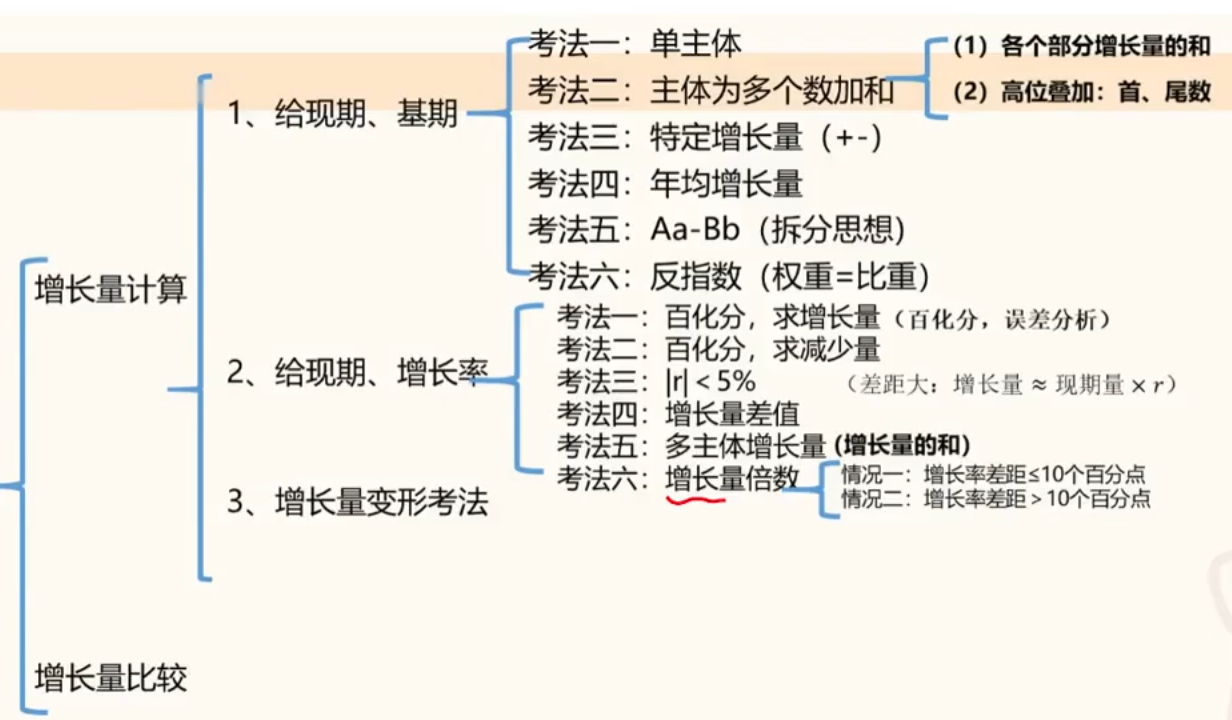 考法一：单主体
(1) 各个部分增长量的和
考法二：主体为多个数加和
(2) 高位叠加：首、尾数
1、给现期、基期
考法三：特定增长量（+-）
考法四：年均增长量
考法五：Aa-Bb（拆分思想）
考法六：反指数（权重=比重）
增长量计算
考法一：百化分，求增长量（百化分，误差分析）
考法二：百化分，求减少量
2、给现期、增长率
考法三：|r| < 5% （差距大：增长量 ≈ 现期量 × r）
考法四：增长量差值
考法五：多主体增长量 (增长量的和)
考法六：增长量倍数
情况一：增长率差距≤10个百分点
情况二：增长率差距 > 10个百分点
3、增长量变形考法
增长量比较